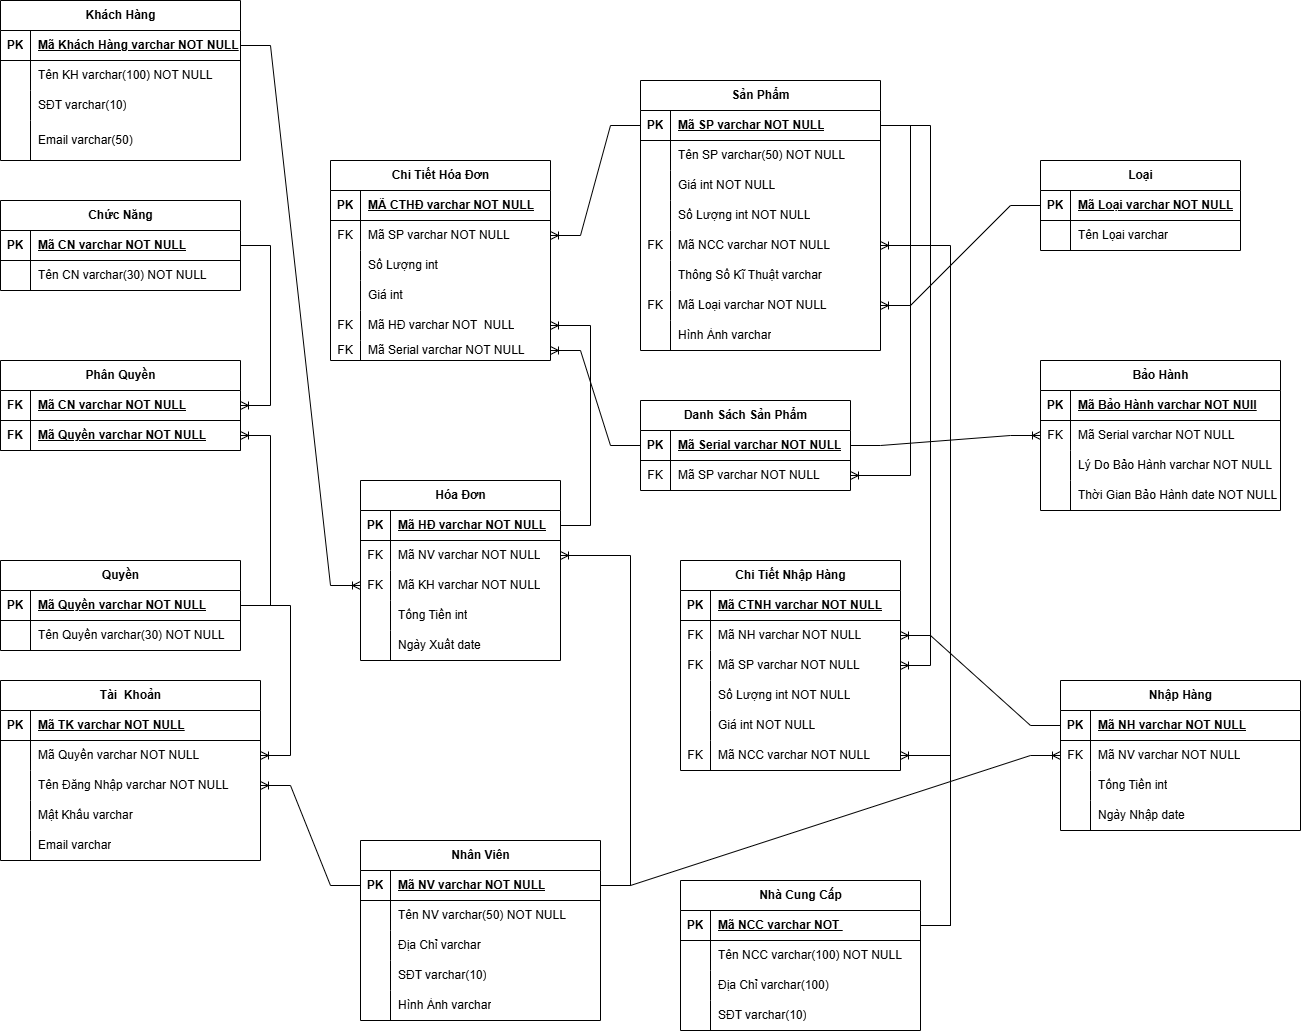 Khách Hàng
PK Mã Khách Hàng varchar NOT NULL
Tên KH varchar(100) NOT NULL
SĐT varchar(10)
Email varchar(50)
Chức Năng
PK Mã CN varchar NOT NULL
Tên CN varchar(30) NOT NULL
Phân Quyền
FK Mã CN varchar NOT NULL
FK Mã Quyền varchar NOT NULL
Quyền
PK Mã Quyền varchar NOT NULL
Tên Quyền varchar(30) NOT NULL
Tài Khoản
PK Mã TK varchar NOT NULL
Mã Quyền varchar NOT NULL
Tên Đăng Nhập varchar NOT NULL
Mật Khẩu varchar
Email varchar
Chi Tiết Hóa Đơn
PK MÃ CTHĐ varchar NOT NULL
FK Mã SP varchar NOT NULL
Số Lượng int
Giá int
FK Mã HĐ varchar NOT NULL
FK Mã Serial varchar NOT NULL
Hóa Đơn
PK Mã HĐ varchar NOT NULL
FK Mã NV varchar NOT NULL
FK Mã KH varchar NOT NULL
Tổng Tiền int
Ngày Xuất date
Nhân Viên
PK Mã NV varchar NOT NULL
Tên NV varchar(50) NOT NULL
Địa Chỉ varchar
SĐT varchar(10)
Hình Ảnh varchar
Sản Phẩm
PK Mã SP varchar NOT NULL
Tên SP varchar(50) NOT NULL
Giá int NOT NULL
Số Lượng int NOT NULL
FK Mã NCC varchar NOT NULL
Thông Số Kĩ Thuật varchar
FK Mã Loại varchar NOT NULL
Hình Ảnh varchar
Danh Sách Sản Phẩm
PK Mã Serial varchar NOT NULL
FK Mã SP varchar NOT NULL
Chi Tiết Nhập Hàng
PK Mã CTNH varchar NOT NULL
FK Mã NH varchar NOT NULL
FK Mã SP varchar NOT NULL
Số Lượng int NOT NULL
Giá int NOT NULL
FK Mã NCC varchar NOT NULL
Nhà Cung Cấp
PK Mã NCC varchar NOT
Tên NCC varchar(100) NOT NULL
Địa Chỉ varchar(100)
SĐT varchar(10)
Loại
PK Mã Loại varchar NOT NULL
Tên Lọai varchar
Bảo Hành
PK Mã Bảo Hành varchar NOT NUll
FK Mã Serial varchar NOT NULL
Lý Do Bảo Hành varchar NOT NULL
Thời Gian Bảo Hành date NOT NULL
Nhập Hàng
PK Mã NH varchar NOT NULL
FK Mã NV varchar NOT NULL
Tổng Tiền int
Ngày Nhập date